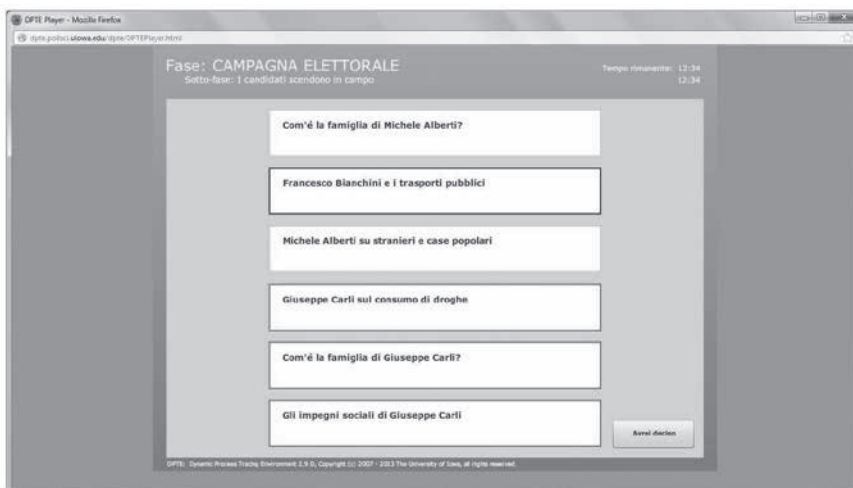 DPTE Player - Mozilla Firefox
dpte.polisci.uiowa.edu/dpte/DPTEPlayer.html
Fase: CAMPAGNA ELETTORALE
Sotto-fase: I candidati scendono in campo
Tempo rimanente: 12:34
12:34
Com'é la famiglia di Michele Alberti?
Francesco Bianchini e i trasporti pubblici
Michele Alberti su stranieri e case popolari
Giuseppe Carli sul consumo di droghe
Com'é la famiglia di Giuseppe Carli?
Gli impegni sociali di Giuseppe Carli
Avrei deciso
DPTE: Dynamic Process Tracing Environment 2.9.0, Copyright (c) 2007 - 2013 The University of Iowa, all rights reserved.